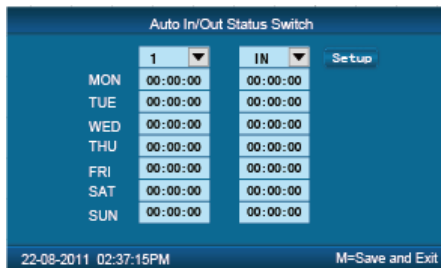 Auto In/Out Status Switch
1 IN Setup
MON 00:00:00 00:00:00
TUE 00:00:00 00:00:00
WED 00:00:00 00:00:00
THU 00:00:00 00:00:00
FRI 00:00:00 00:00:00
SAT 00:00:00 00:00:00
SUN 00:00:00 00:00:00
22-08-2011 02:37:15PM M=Save and Exit